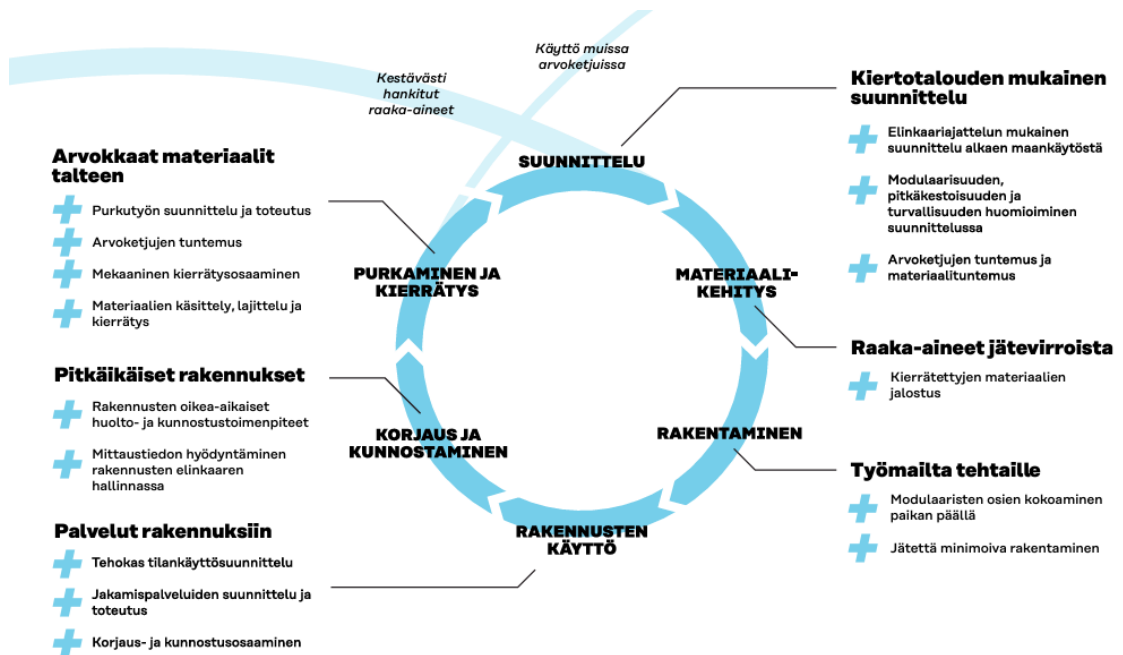 Käyttö muissa
arvoketjuissa
Kestävästi
hankitut
raaka-aineet
SUUNNITTELU
MATERIAALI-
KEHITYS
RAKENTAMINEN
RAKENNUSTEN
KÄYTTÖ
KORJAUS JA
KUNNOSTAMINEN
PURKAMINEN JA
KIERRÄTYS
Kiertotalouden mukainen
suunnittelu
Elinkaariajattelun mukainen
suunnittelu alkaen maankäytöstä
Modulaarisuuden,
pitkäkestoisuuden ja
turvallisuuden huomioiminen
suunnittelussa
Arvoketjujen tuntemus ja
materiaalituntemus
Raaka-aineet jätevirroista
Kierrätettyjen materiaalien
jalostus
Työmailta tehtaille
Modulaaristen osien kokoaminen
paikan päällä
Jätettä minimoiva rakentaminen
Arvokkaat materiaalit
talteen
Purkutyön suunnittelu ja toteutus
Arvoketjujen tuntemus
Mekaaninen kierrätysosaaminen
Materiaalien käsittely, lajittelu ja
kierrätys
Pitkäikäiset rakennukset
Rakennusten oikea-aikaiset
huolto- ja kunnostustoimenpiteet
Mittaustiedon hyödyntäminen
rakennusten elinkaaren
hallinnassa
Palvelut rakennuksiin
Tehokas tilankäyttösuunnittelu
Jakamispalveluiden suunnittelu ja
toteutus
Korjaus- ja kunnostusosaaminen